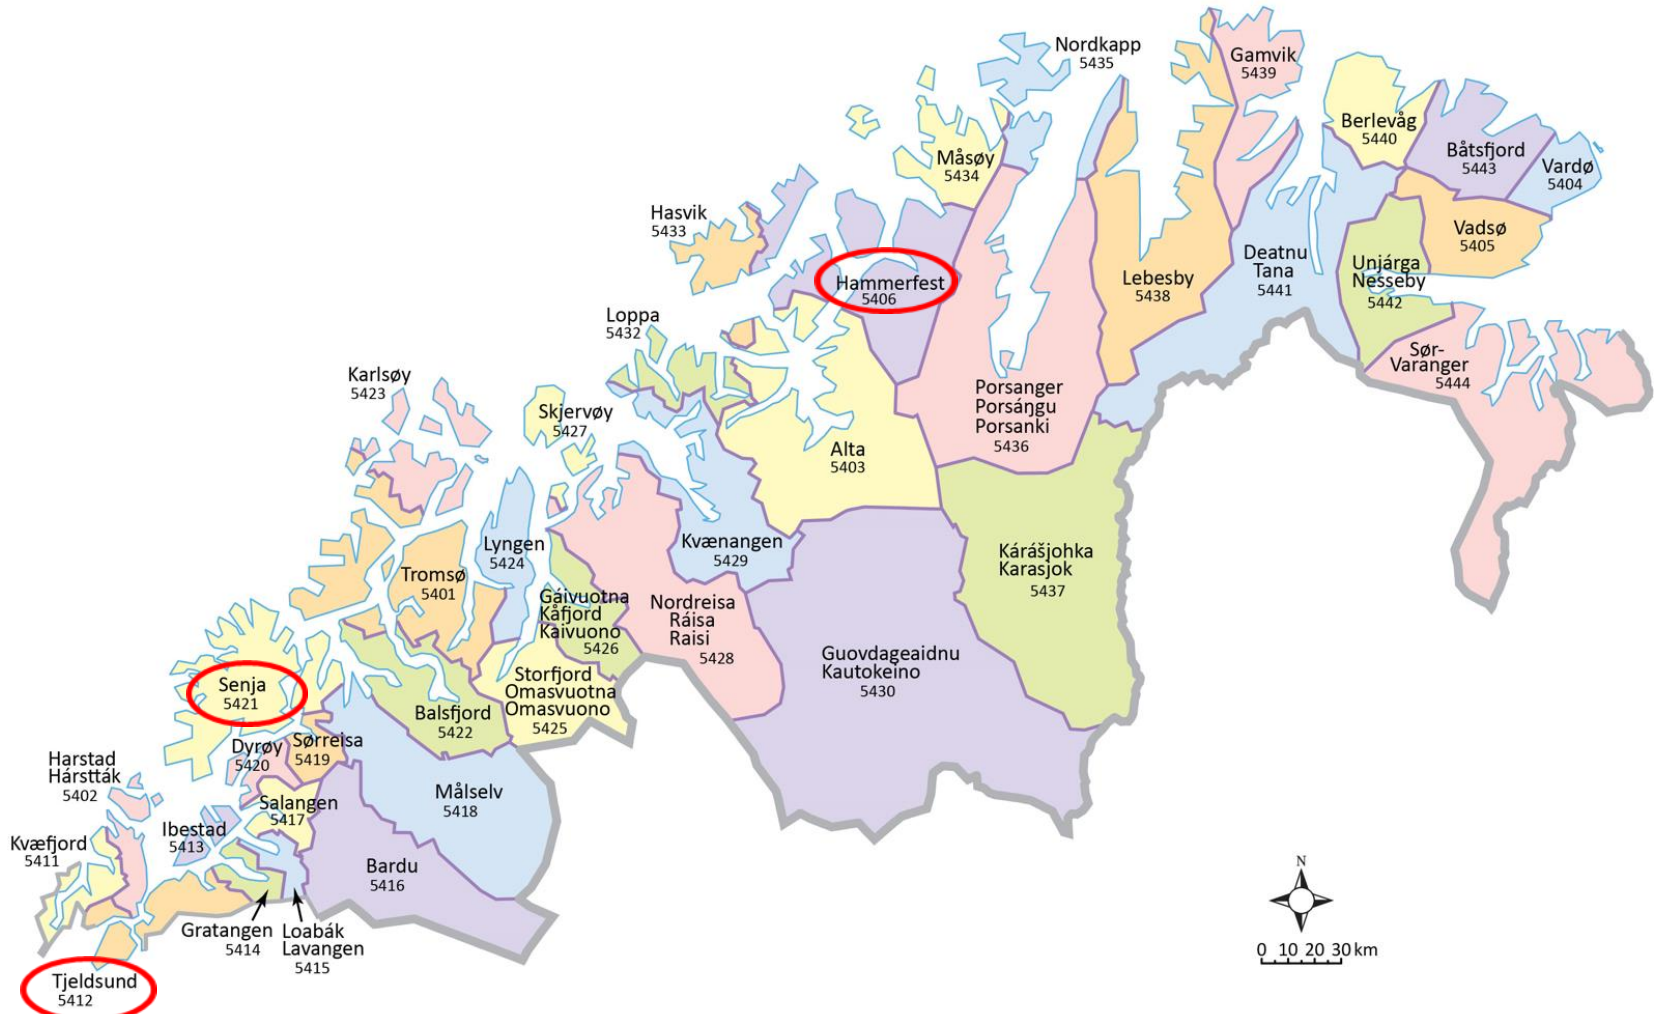 Nordkapp
5435
Gamvik
5439
Berlevåg
5440
Båtsfjord
5443
Vardø
5404
Måsøy
5434
Hasvik
5433
Vadsø
5405
Deatnu
Tana
5441
Unjárga
Nesseby
5442
Lebesby
5438
Hammerfest
5406
Loppa
5432
Sør-
Varanger
5444
Karlsøy
5423
Skjervøy
5427
Porsanger
Porsáŋgu
Porsanki
5436
Alta
5403
Lyngen
5424
Kvænangen
5429
Kárášjohka
Karasjok
5437
Tromsø
5401
Gáivuotna
Kåfjord
Kaivuono
5426
Nordreisa
Ráisa
Raisi
5428
Guovdageaidnu
Kautokeino
5430
Senja
5421
Storfjord
Omasvuotna
Omasvuono
5425
Balsfjord
5422
Dyrøy
5420
Sørreisa
5419
Harstad
Hárstták
5402
Målselv
5418
Salangen
5417
Ibestad
5413
Kvæfjord
5411
Bardu
5416
Gratangen
5414
Loabák
Lavangen
5415
Tjeldsund
5412
N
0 10 20 30 km